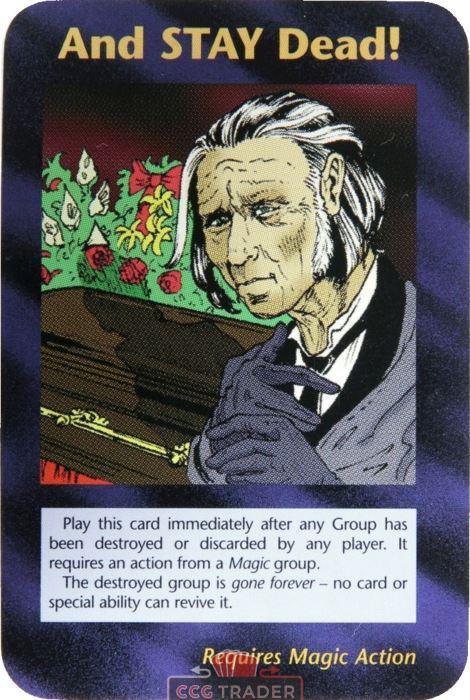 And STAY Dead!
Play this card immediately after any Group has
been destroyed or discarded by any player. It
requires an action from a Magic group.
The destroyed group is gone forever – no card or
special ability can revive it.
Requires Magic Action
CCG TRADER